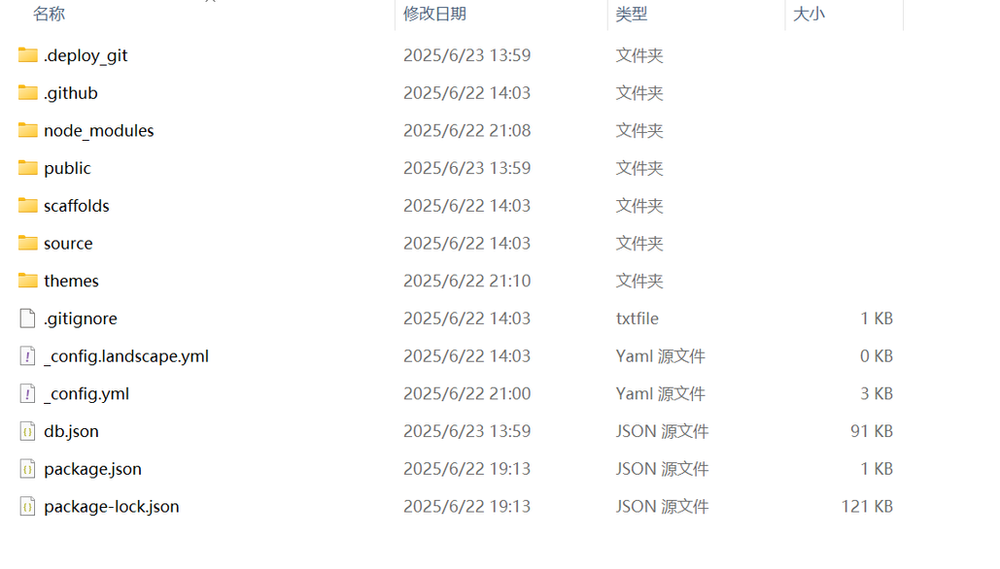 名称 修改日期 类型 大小
.deploy_git 2025/6/23 13:59 文件夹
.github 2025/6/22 14:03 文件夹
node_modules 2025/6/22 21:08 文件夹
public 2025/6/23 13:59 文件夹
scaffolds 2025/6/22 14:03 文件夹
source 2025/6/22 14:03 文件夹
themes 2025/6/22 21:10 文件夹
.gitignore 2025/6/22 14:03 txtfile 1 KB
_config.landscape.yml 2025/6/22 14:03 Yaml 源文件 0 KB
_config.yml 2025/6/22 21:00 Yaml 源文件 3 KB
db.json 2025/6/23 13:59 JSON 源文件 91 KB
package.json 2025/6/22 19:13 JSON 源文件 1 KB
package-lock.json 2025/6/22 19:13 JSON 源文件 121 KB